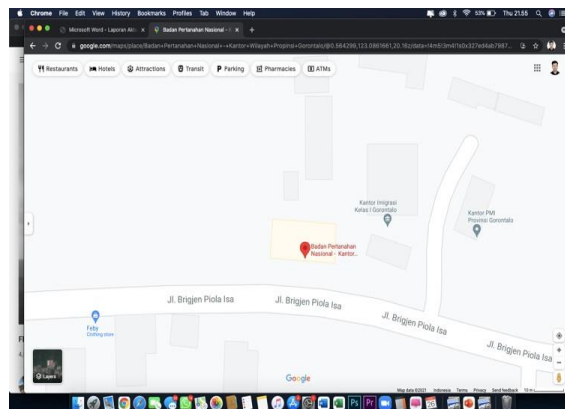 Chrome File Edit View History Bookmarks Profiles Tab Window Help
53% Thu 21.55
Microsoft Word - Laporan Akhi
Badan Pertanahan Nasional -
Restaurants Hotels Attractions Transit Parking Pharmacies ATMs
Kantor Imigrasi
Kelas I Gorontalo
Kantor PMI
Provinsi Gorontalo
Badan Pertanahan
Nasional - Kantor...
Jl. Brigjen Piola Isa
Jl. Brigjen Piola Isa
Jl. Brigjen Piola Isa
Jl. Brigjen Piola Isa
Feby
Clothing store
Layers
Google
Map data ©2021 Indonesia Terms Privacy Send feedback